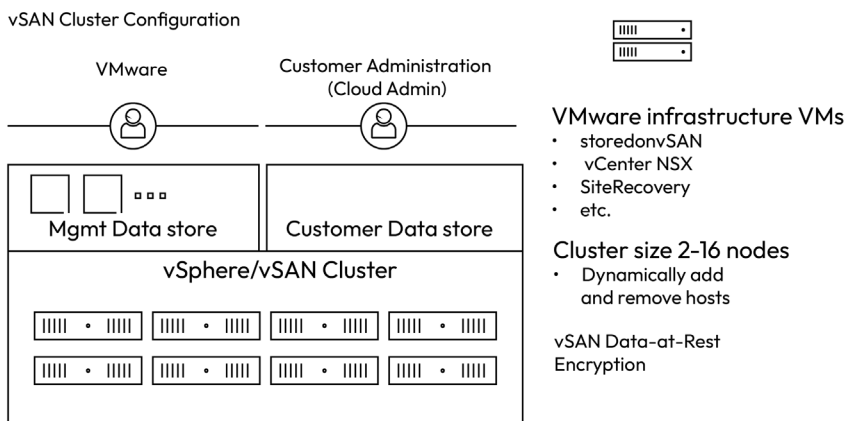 vSAN Cluster Configuration
VMware
Customer Administration
(Cloud Admin)
Mgmt Data store
Customer Data store
vSphere/vSAN Cluster
VMware infrastructure VMs
• storedonvSAN
• vCenter NSX
• SiteRecovery
• etc.
Cluster size 2-16 nodes
• Dynamically add
and remove hosts
vSAN Data-at-Rest
Encryption